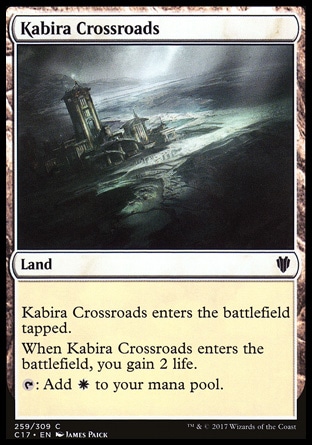 Kabira Crossroads
Land
Kabira Crossroads enters the battlefield
tapped.
When Kabira Crossroads enters the
battlefield, you gain 2 life.
: Add to your mana pool.
259/309 C
C17 • EN JAMES PAICK
™ & © 2017 Wizards of the Coast